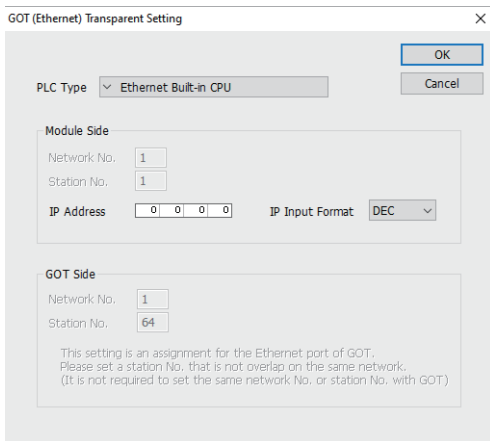 GOT (Ethernet) Transparent Setting
OK
PLC Type Ethernet Built-in CPU Cancel
Module Side
Network No. 1
Station No. 1
IP Address 0 0 0 0 IP Input Format DEC
GOT Side
Network No. 1
Station No. 64
This setting is an assignment for the Ethernet port of GOT.
Please set a station No. that is not overlap on the same network.
(It is not required to set the same network No. or station No. with GOT)